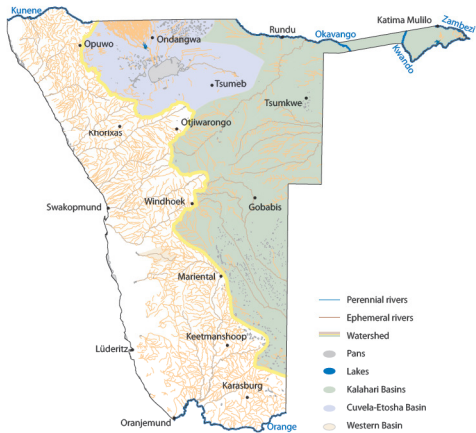 Kunene
Katima Mulilo
Zambezi
Rundu
Okavango
Ondangwa
Opuwo
Kwando
Tsumeb
Tsumkwe
Otjiwarongo
Khorixas
Windhoek
Swakopmund
Gobabis
Mariental
Perennial rivers
Ephemeral rivers
Watershed
Keetmanshoop
Lüderitz
Pans
Lakes
Karasburg
Kalahari Basins
Cuvela-Etosha Basin
Oranjemund
Orange
Western Basin